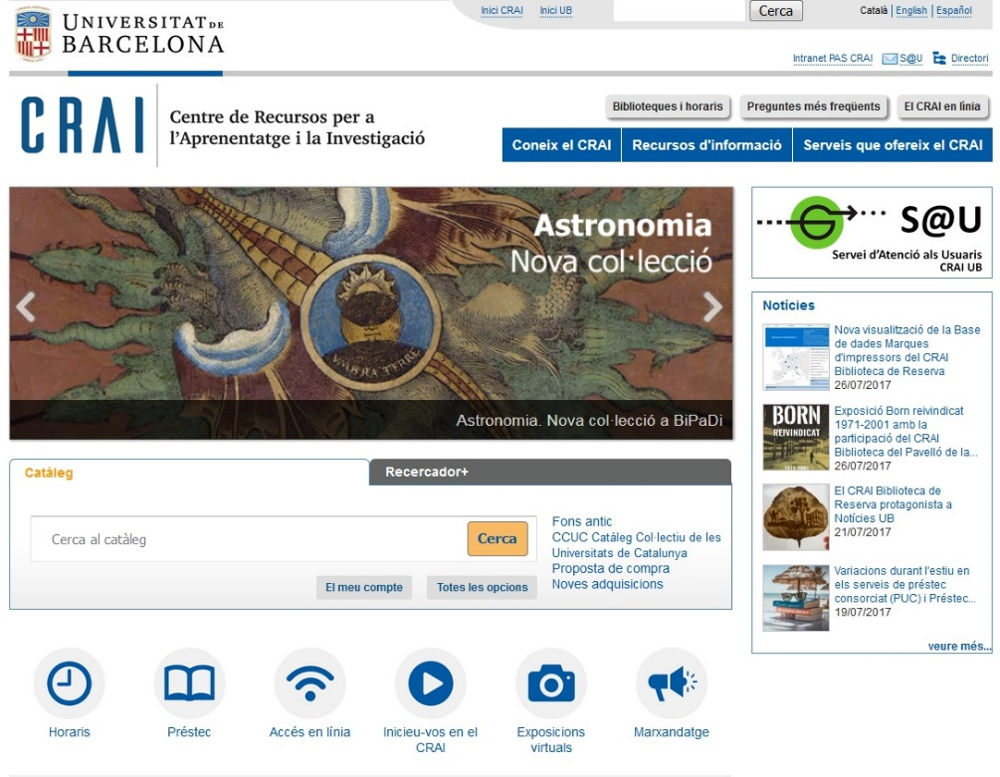 Inici CRAI Inici UB Cerca Català | English | Español
UNIVERSITAT DE
BARCELONA
Intranet PAS CRAI S@U Directori
CRAI
Centre de Recursos per a
l'Aprenentatge i la Investigació
Biblioteques i horaris Preguntes més freqüents El CRAI en línia
Coneix el CRAI Recursos d'informació Serveis que ofereix el CRAI
Astronomia
Nova col·lecció
VMBRA TERRE
Astronomia. Nova col·lecció a BiPaDi
S@U
Servei d'Atenció als Usuaris
CRAI UB
Notícies
Nova visualització de la Base
de dades Marques
d'impressors del CRAI
Biblioteca de Reserva
26/07/2017
BORN
REIVINDICAT
1971-2001
Exposició Born reivindicat
1971-2001 amb la
participació del CRAI
Biblioteca del Pavelló de la...
26/07/2017
El CRAI Biblioteca de
Reserva protagonista a
Notícies UB
21/07/2017
Variacions durant l'estiu en
els serveis de préstec
consorciat (PUC) i Préstec...
19/07/2017
veure més...
Catàleg Recercador+
Cerca al catàleg Cerca
El meu compte Totes les opcions
Fons antic
CCUC Catàleg Col·lectiu de les
Universitats de Catalunya
Proposta de compra
Noves adquisicions
Horaris
Préstec
Accés en línia
Inicieu-vos en el
CRAI
Exposicions
virtuals
Marxandatge